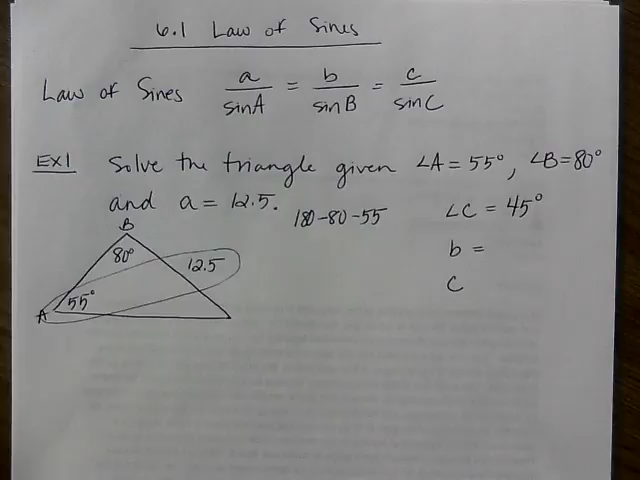 6.1 Law of Sines
Law of Sines a/sinA = b/sinB = c/sinC
EX1 Solve the triangle given ∠A = 55°, ∠B = 80°
and a = 12.5.
180-80-55
∠C = 45°
b =
c
B
80°
12.5
A
55°